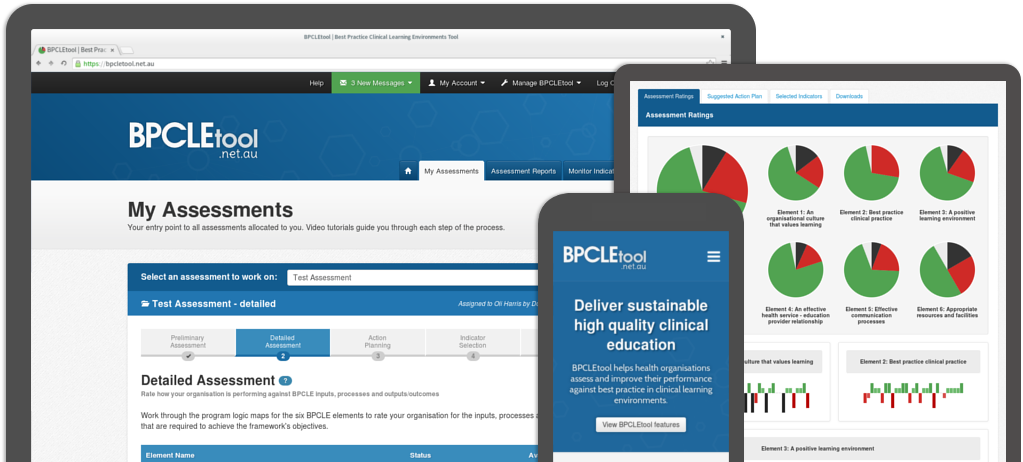 BPCLEtool | Best Practice Clinical Learning Environments Tool
BPCLEtool | Best Prac
https://bpcletool.net.au
Help
3 New Messages
My Account
Manage BPCLEtool
Log O
BPCLEtool
.net.au
My Assessments
Assessment Reports
Monitor Indicat
My Assessments
Your entry point to all assessments allocated to you. Video tutorials guide you through each step of the process.
Select an assessment to work on:
Test Assessment
Test Assessment - detailed
Assigned to Oli Harris by D
Preliminary
Assessment
Detailed
Assessment
2
Action
Planning
3
Indicator
Selection
4
Detailed Assessment ?
Rate how your organisation is performing against BPCLE inputs, processes and outputs/outcomes
Work through the program logic maps for the six BPCLE elements to rate your organisation for the inputs, processes a
that are required to achieve the framework's objectives.
Element Name
Status
Av
BPCLEtool
.net.au
Deliver sustainable
high quality clinical
education
BPCLEtool helps health organisations
assess and improve their performance
against best practice in clinical learning
environments.
View BPCLEtool features
Assessment Ratings
Suggested Action Plan
Selected Indicators
Downloads
Assessment Ratings
Element 1: An
organisational culture
that values learning
Element 2: Best practice
clinical practice
Element 3: A positive
learning environment
Element 4: An effective
health service - education
provider relationship
Element 5: Effective
communication
processes
Element 6: Appropriate
resources and facilities
ulture that values learning
Element 2: Best practice clinical practice
Element 3: A positive learning environment